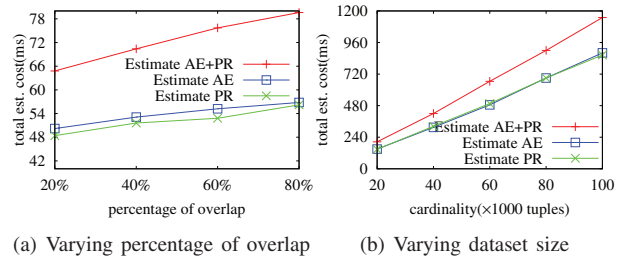 total est. cost(ms)
78
72
66
60
54
48
42
20%
40%
60%
80%
percentage of overlap
Estimate AE+PR
Estimate AE
Estimate PR
(a) Varying percentage of overlap
total est. cost(ms)
1200
960
720
480
240
0
20
40
60
80
100
cardinality(×1000 tuples)
Estimate AE+PR
Estimate AE
Estimate PR
(b) Varying dataset size